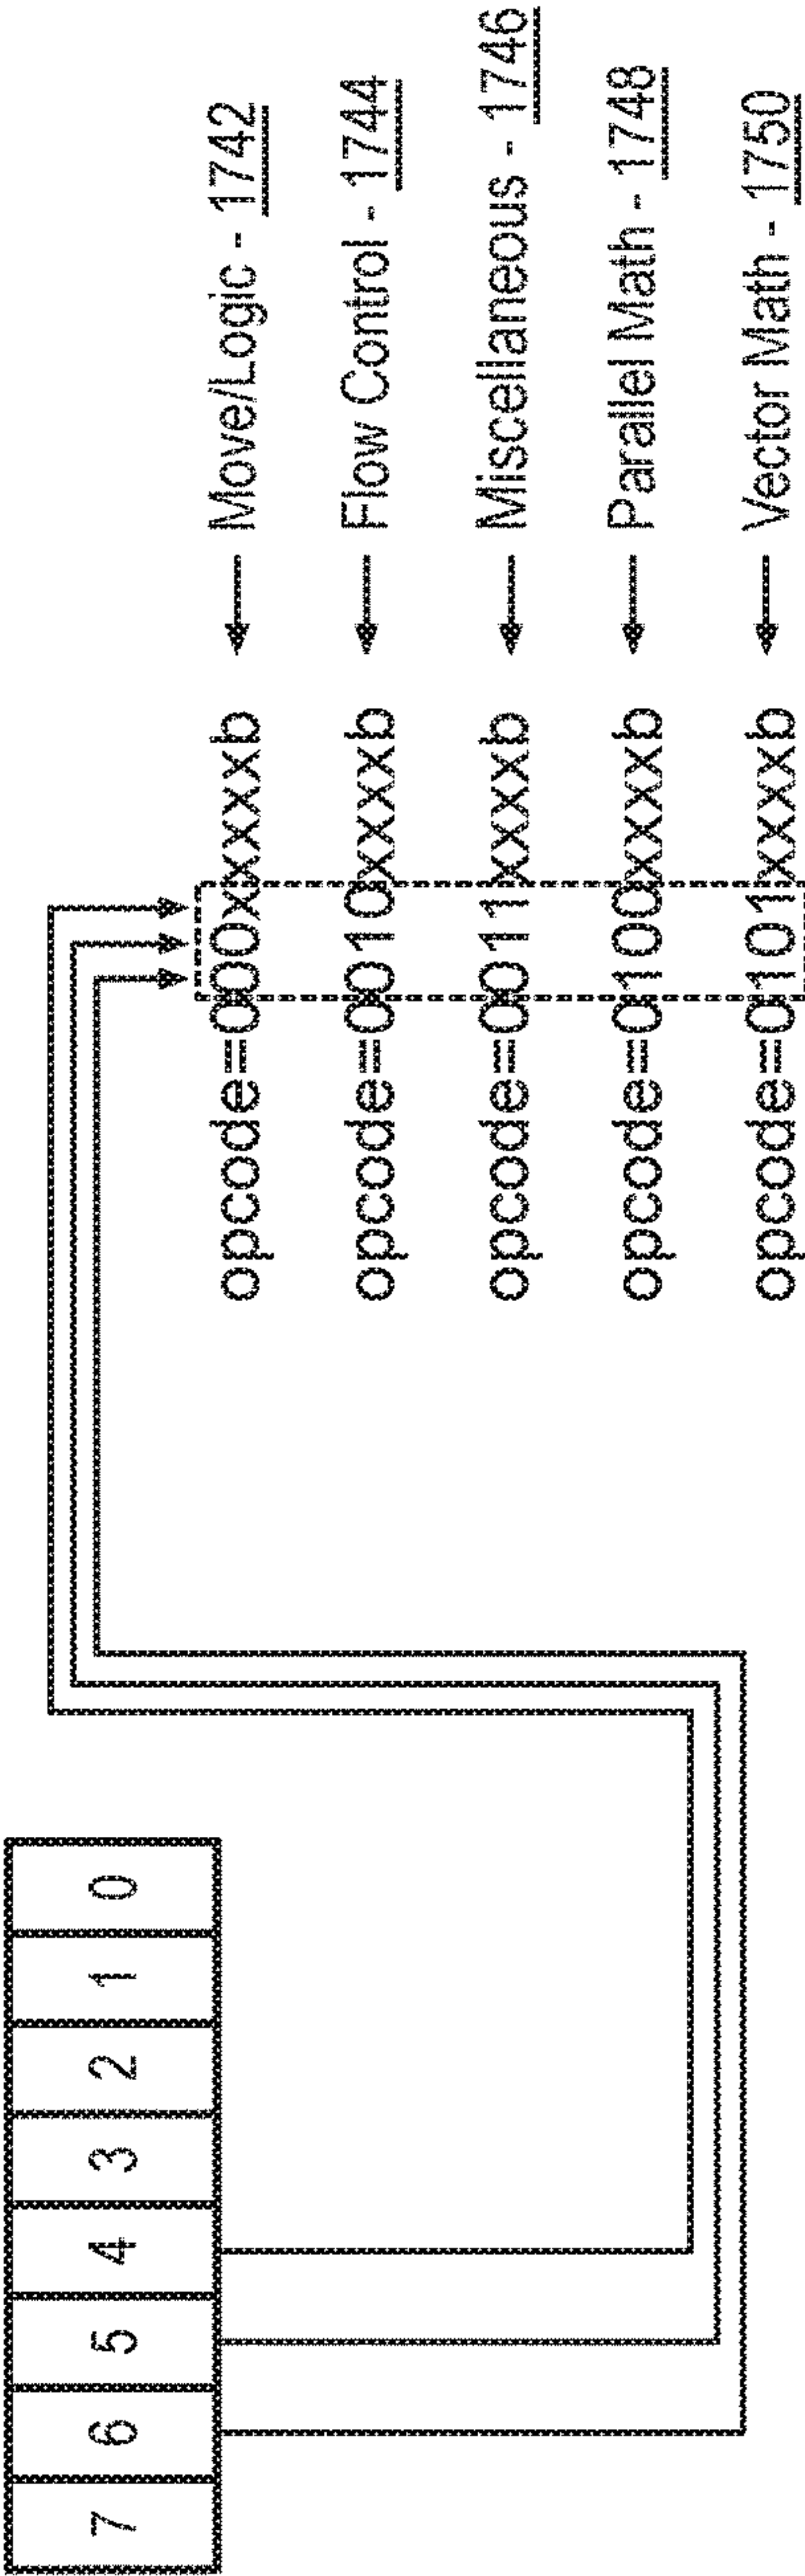 7 6 5 4 3 2 1 0
opcode=000xxxxxb ← Move/Logic - 1742
opcode=0010xxxxb ← Flow Control - 1744
opcode=0011xxxxb ← Miscellaneous - 1746
opcode=0100xxxxb ← Parallel Math - 1748
opcode=0101xxxxb ← Vector Math - 1750